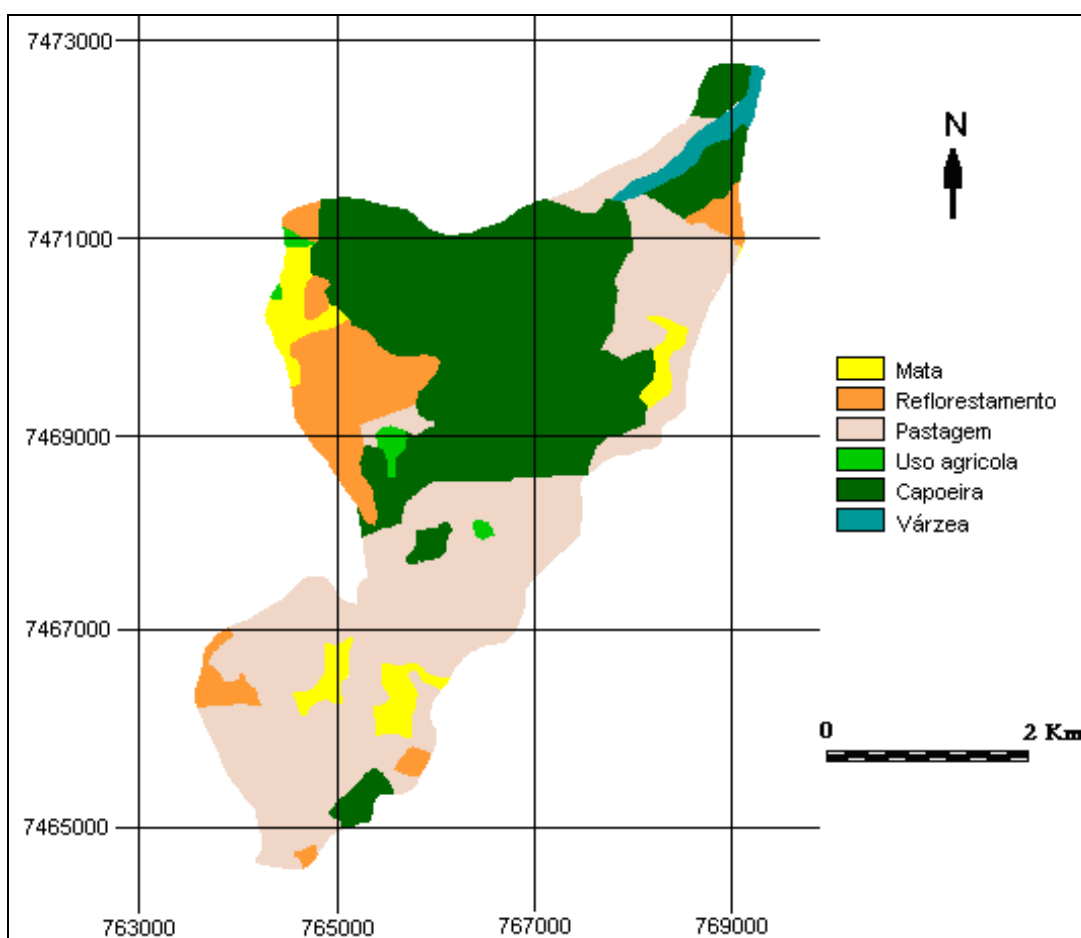 7473000
N
7471000
Mata
Reflorestamento
7469000
Pastagem
Uso agricola
Capoeira
Várzea
7467000
0 2 Km
7465000
763000 765000 767000 769000